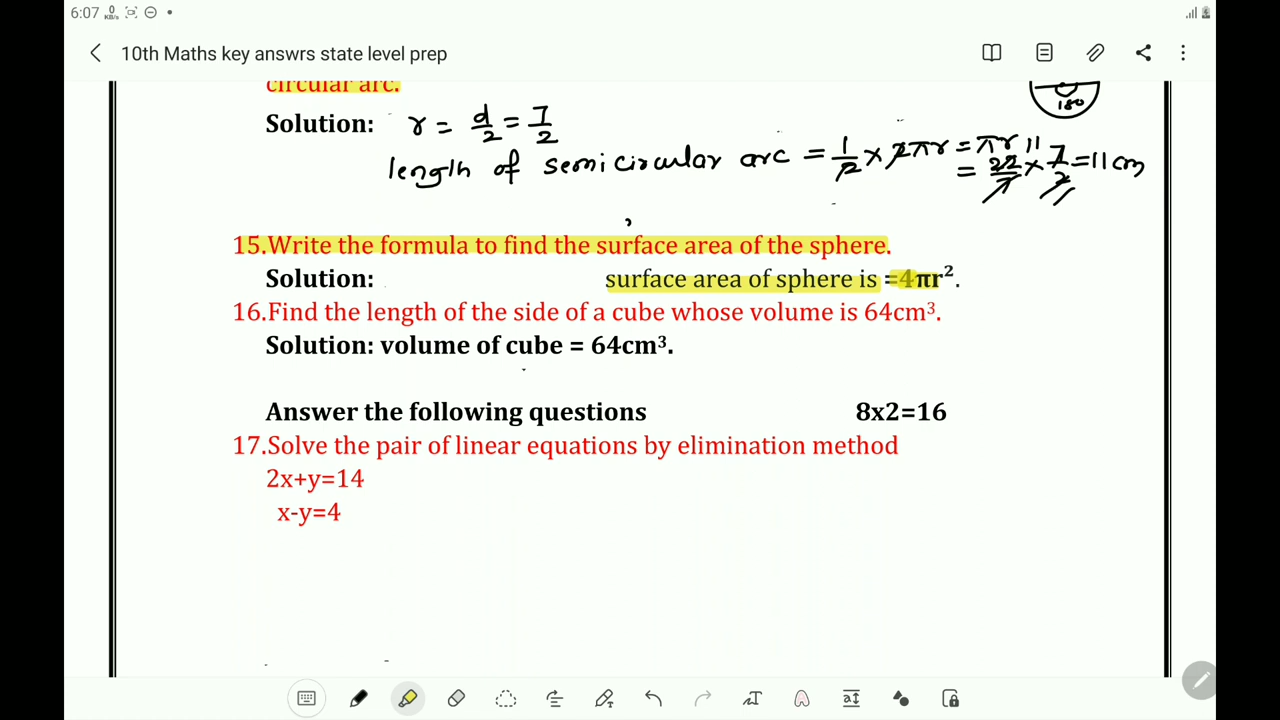 6:07 0 KB/s
10th Maths key answrs state level prep
circular arc.
180
Solution: r = d/2 = 7/2
length of semicircular arc = 1/2 × 2πr = πr
= 22/7 × 7/2 = 11 cm
11
15.Write the formula to find the surface area of the sphere.
Solution: surface area of sphere is =4πr².
16.Find the length of the side of a cube whose volume is 64cm³.
Solution: volume of cube = 64cm³.
Answer the following questions 8x2=16
17.Solve the pair of linear equations by elimination method
2x+y=14
x-y=4